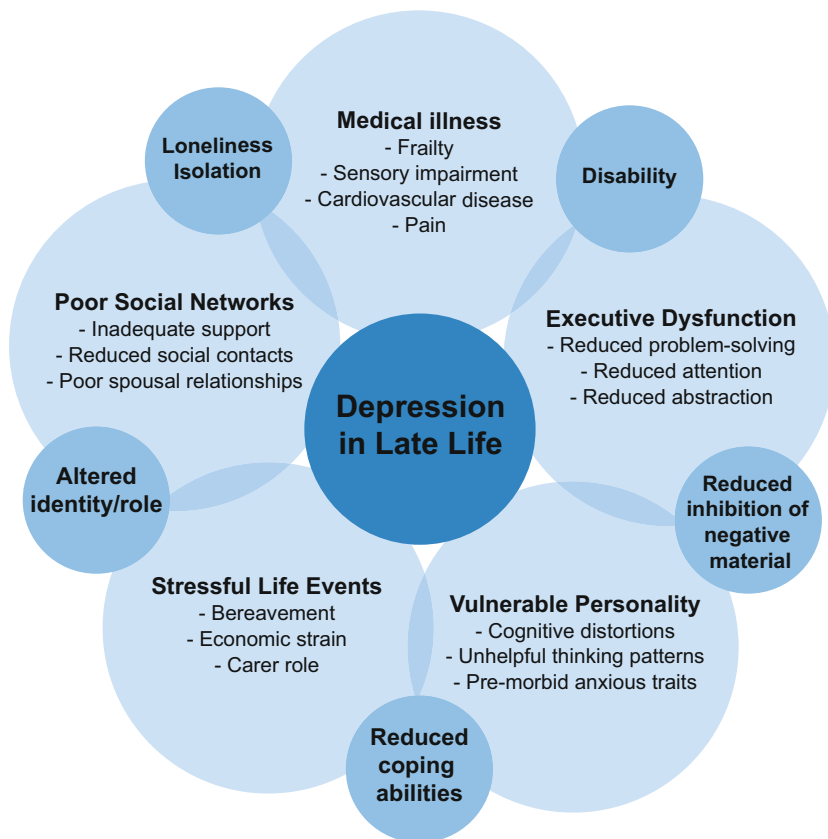 Medical illness
- Frailty
- Sensory impairment
- Cardiovascular disease
- Pain
Loneliness
Isolation
Disability
Poor Social Networks
- Inadequate support
- Reduced social contacts
- Poor spousal relationships
Executive Dysfunction
- Reduced problem-solving
- Reduced attention
- Reduced abstraction
Depression
in Late Life
Altered
identity/role
Reduced
inhibition of
negative
material
Stressful Life Events
- Bereavement
- Economic strain
- Carer role
Vulnerable Personality
- Cognitive distortions
- Unhelpful thinking patterns
- Pre-morbid anxious traits
Reduced
coping
abilities